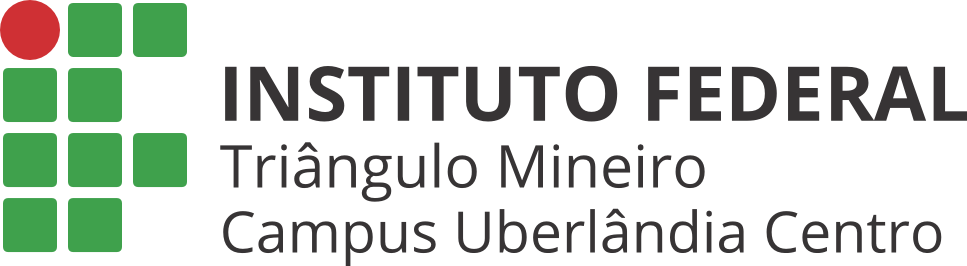 INSTITUTO FEDERAL
Triângulo Mineiro
Campus Uberlândia Centro